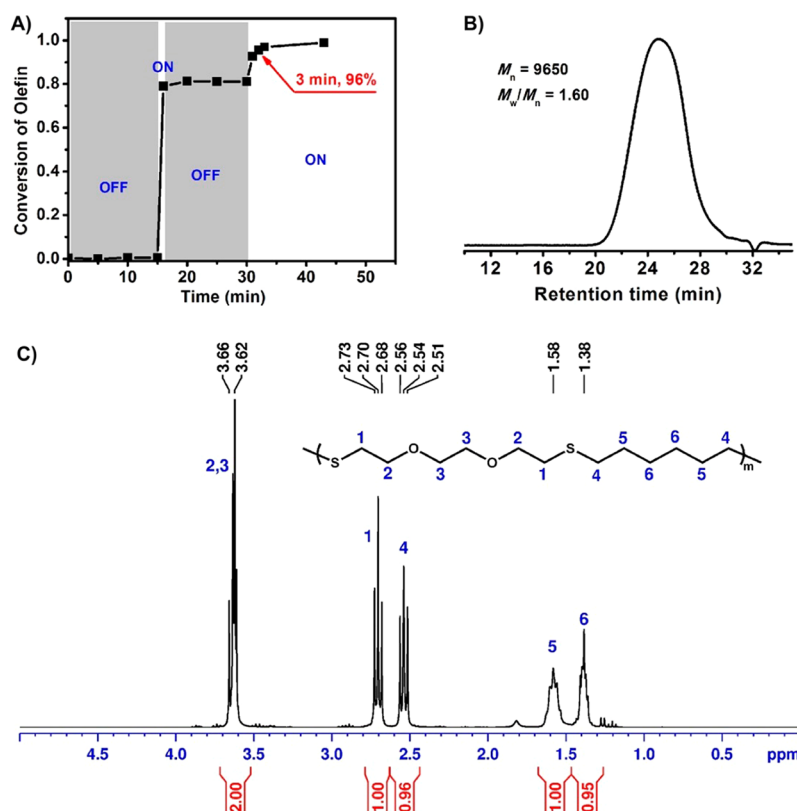 A)
Conversion of Olefin
1.0
0.8
0.6
0.4
0.2
0.0
ON
OFF
OFF
ON
3 min, 96%
0 10 20 30 40 50
Time (min)
B)
Mn = 9650
Mw/Mn = 1.60
10 15 20 25 30
Retention time (min)
C)
3.66
3.62
2.73
2.70
2.68
2.56
2.54
2.51
1.58
1.38
1 3 2 S 5 6 4
S O O m
2 3 1 4 6 5
2,3
1
4
5
6
4.5 4.0 3.5 3.0 2.5 2.0 1.5 1.0 0.5 ppm
2.00
1.00
0.96
1.00
0.95